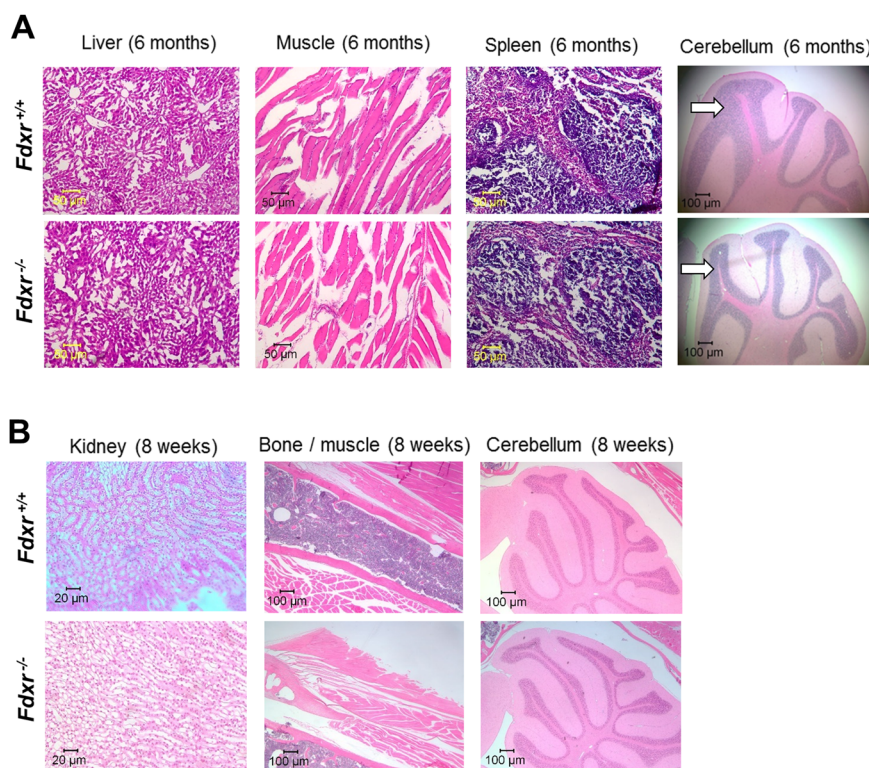 A
Liver (6 months) Muscle (6 months) Spleen (6 months) Cerebellum (6 months)
Fdxr+/+
50 μm 50 μm 50 μm 100 μm
Fdxr-/-
50 μm 50 μm 50 μm 100 μm
B
Kidney (8 weeks) Bone / muscle (8 weeks) Cerebellum (8 weeks)
Fdxr+/+
20 μm 100 μm 100 μm
Fdxr-/-
20 μm 100 μm 100 μm